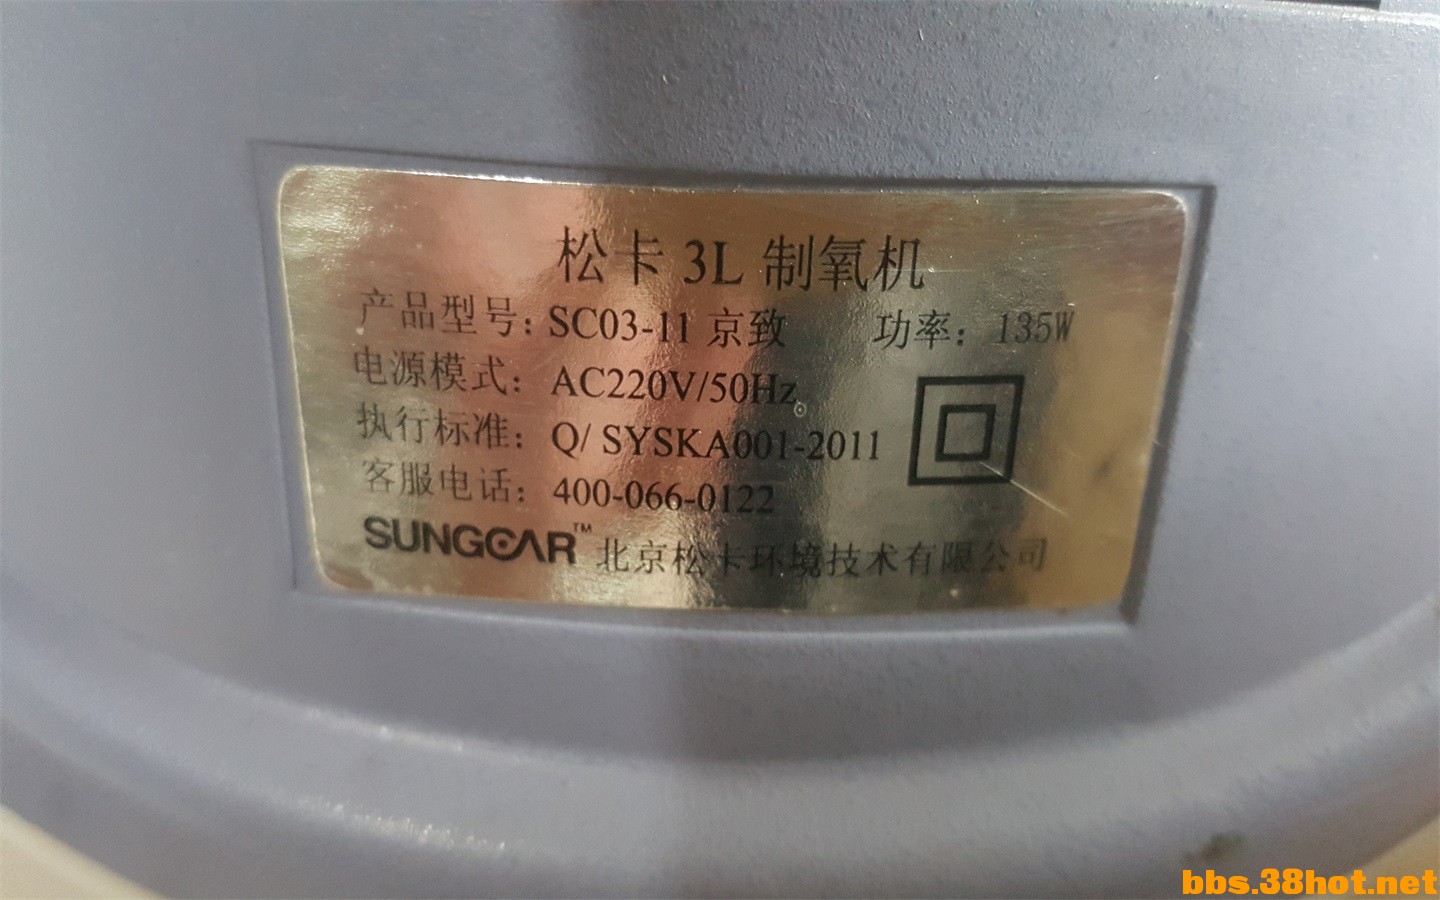 松卡 3L 制氧机
产品型号: SC03-11 京致 功率: 135W
电源模式: AC220V/50Hz
执行标准: Q/ SYSKA001-2011
客服电话: 400-066-0122
SUNGCAR™ 北京松卡环境技术有限公司
bbs.38hot.net